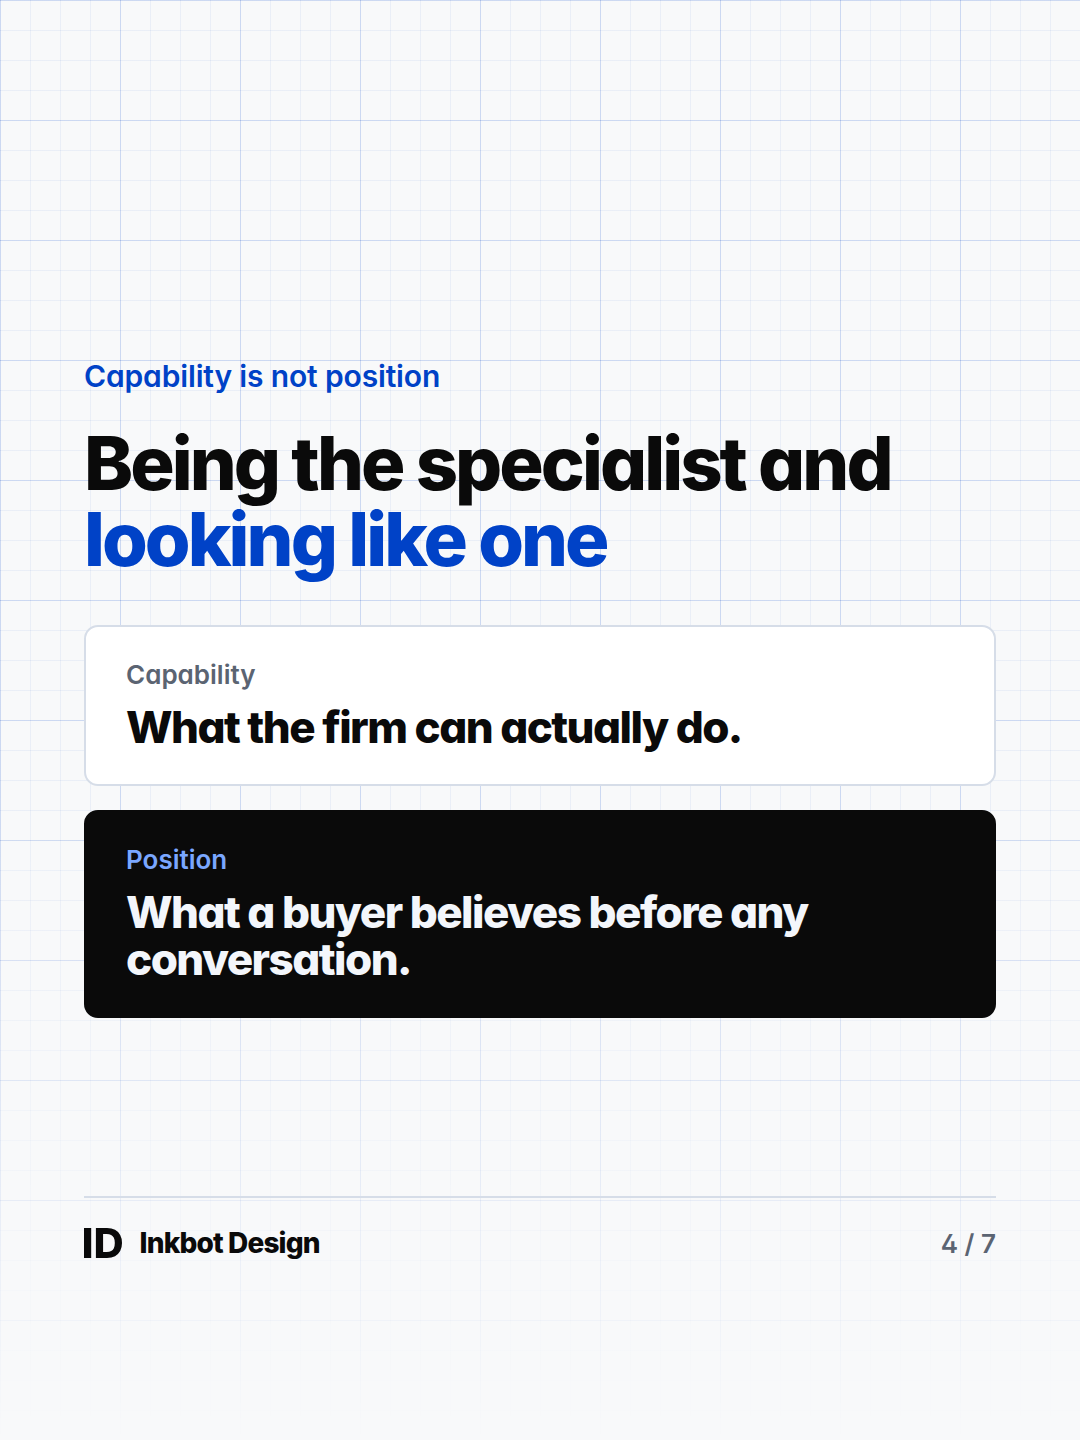 Capability is not position
Being the specialist and
looking like one
Capability
What the firm can actually do.
Position
What a buyer believes before any
conversation.
ID Inkbot Design
4 / 7